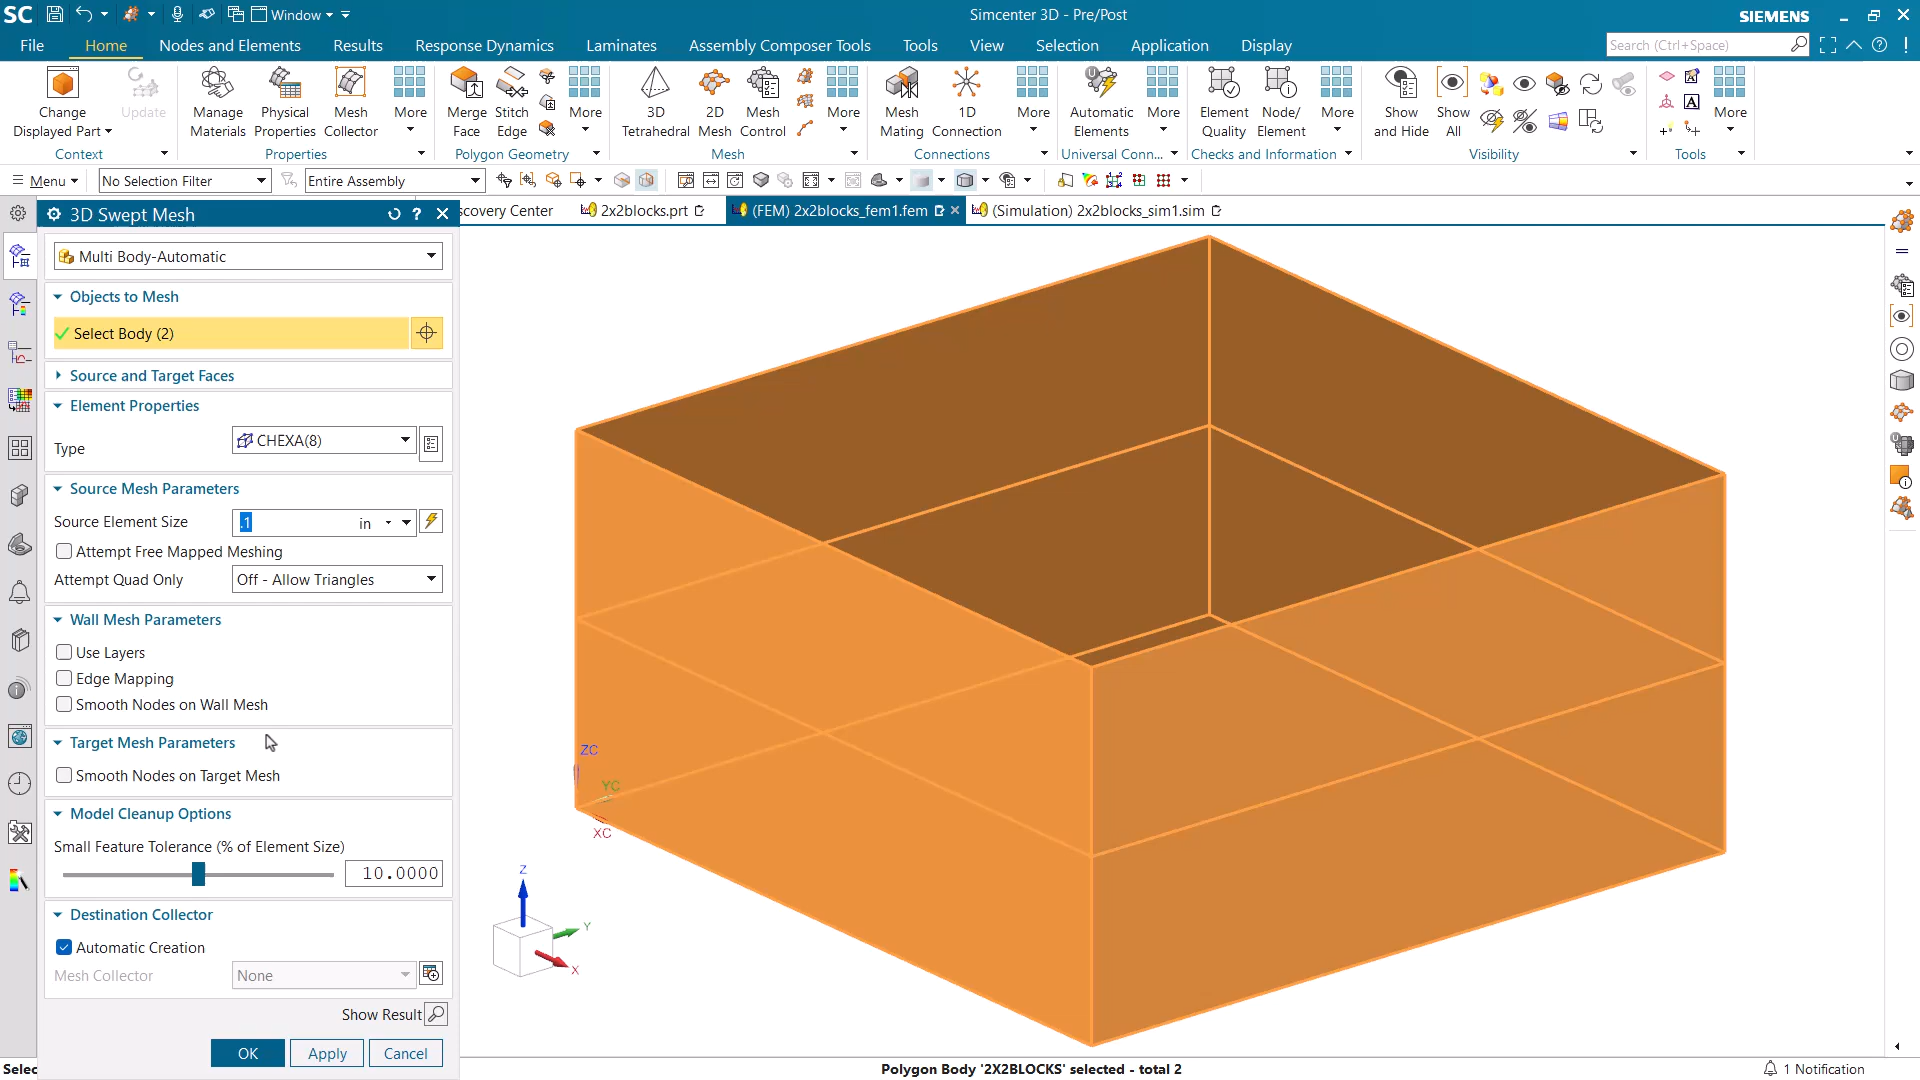 SC
Window
Simcenter 3D - Pre/Post
SIEMENS
File
Home
Nodes and Elements
Results
Response Dynamics
Laminates
Assembly Composer Tools
Tools
View
Selection
Application
Display
Search (Ctrl+Space)
Change
Displayed Part
Update
Manage
Materials
Physical
Properties
Mesh
Collector
More
Merge
Face
Stitch
Edge
More
3D
Tetrahedral
2D
Mesh
Mesh
Control
More
Mesh
Mating
1D
Connection
More
Automatic
Elements
More
Element
Quality
Node/
Element
More
Show
and Hide
Show
All
More
Context
Properties
Polygon Geometry
Mesh
Connections
Universal Conn...
Checks and Information
Visibility
Tools
Menu
No Selection Filter
Entire Assembly
3D Swept Mesh
scovery Center
2x2blocks.prt
(FEM) 2x2blocks_fem1.fem
(Simulation) 2x2blocks_sim1.sim
Multi Body-Automatic
Objects to Mesh
Select Body (2)
Source and Target Faces
Element Properties
Type
CHEXA(8)
Source Mesh Parameters
Source Element Size
.1
in
Attempt Free Mapped Meshing
Attempt Quad Only
Off - Allow Triangles
Wall Mesh Parameters
Use Layers
Edge Mapping
Smooth Nodes on Wall Mesh
Target Mesh Parameters
Smooth Nodes on Target Mesh
Model Cleanup Options
Small Feature Tolerance (% of Element Size)
10.0000
Destination Collector
Automatic Creation
Mesh Collector
None
Show Result
OK
Apply
Cancel
ZC
YC
XC
Z
Y
X
Selec
Polygon Body '2X2BLOCKS' selected - total 2
1 Notification